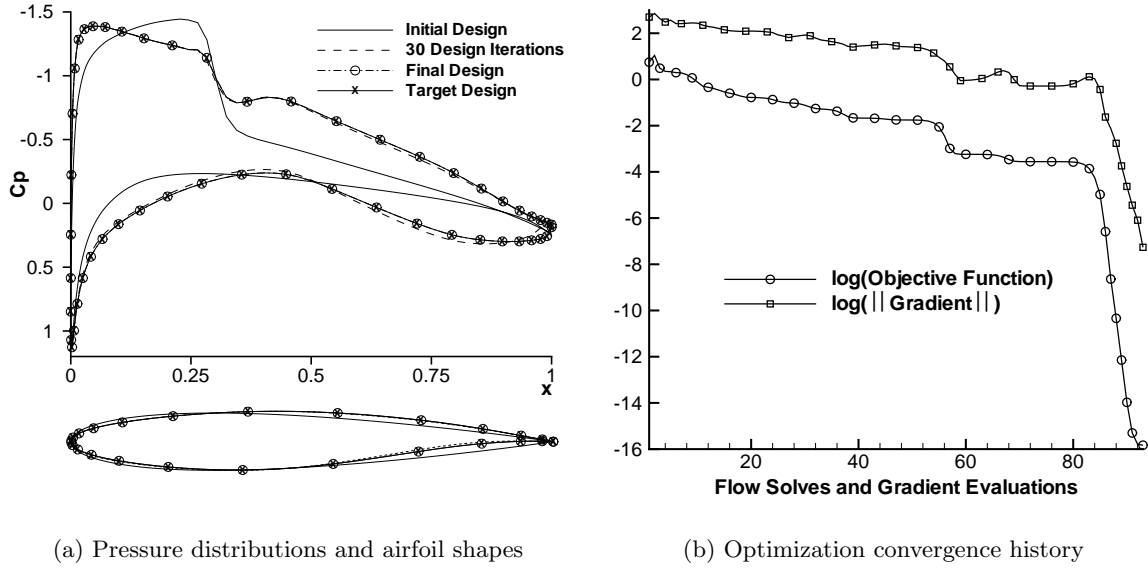 -1.5
-1
-0.5
0
0.5
1
Cp
0
0.25
0.5
0.75
1
x
Initial Design
30 Design Iterations
Final Design
Target Design
2
0
-2
-4
-6
-8
-10
-12
-14
-16
20
40
60
80
Flow Solves and Gradient Evaluations
log(Objective Function)
log(||Gradient||)
(a) Pressure distributions and airfoil shapes
(b) Optimization convergence history